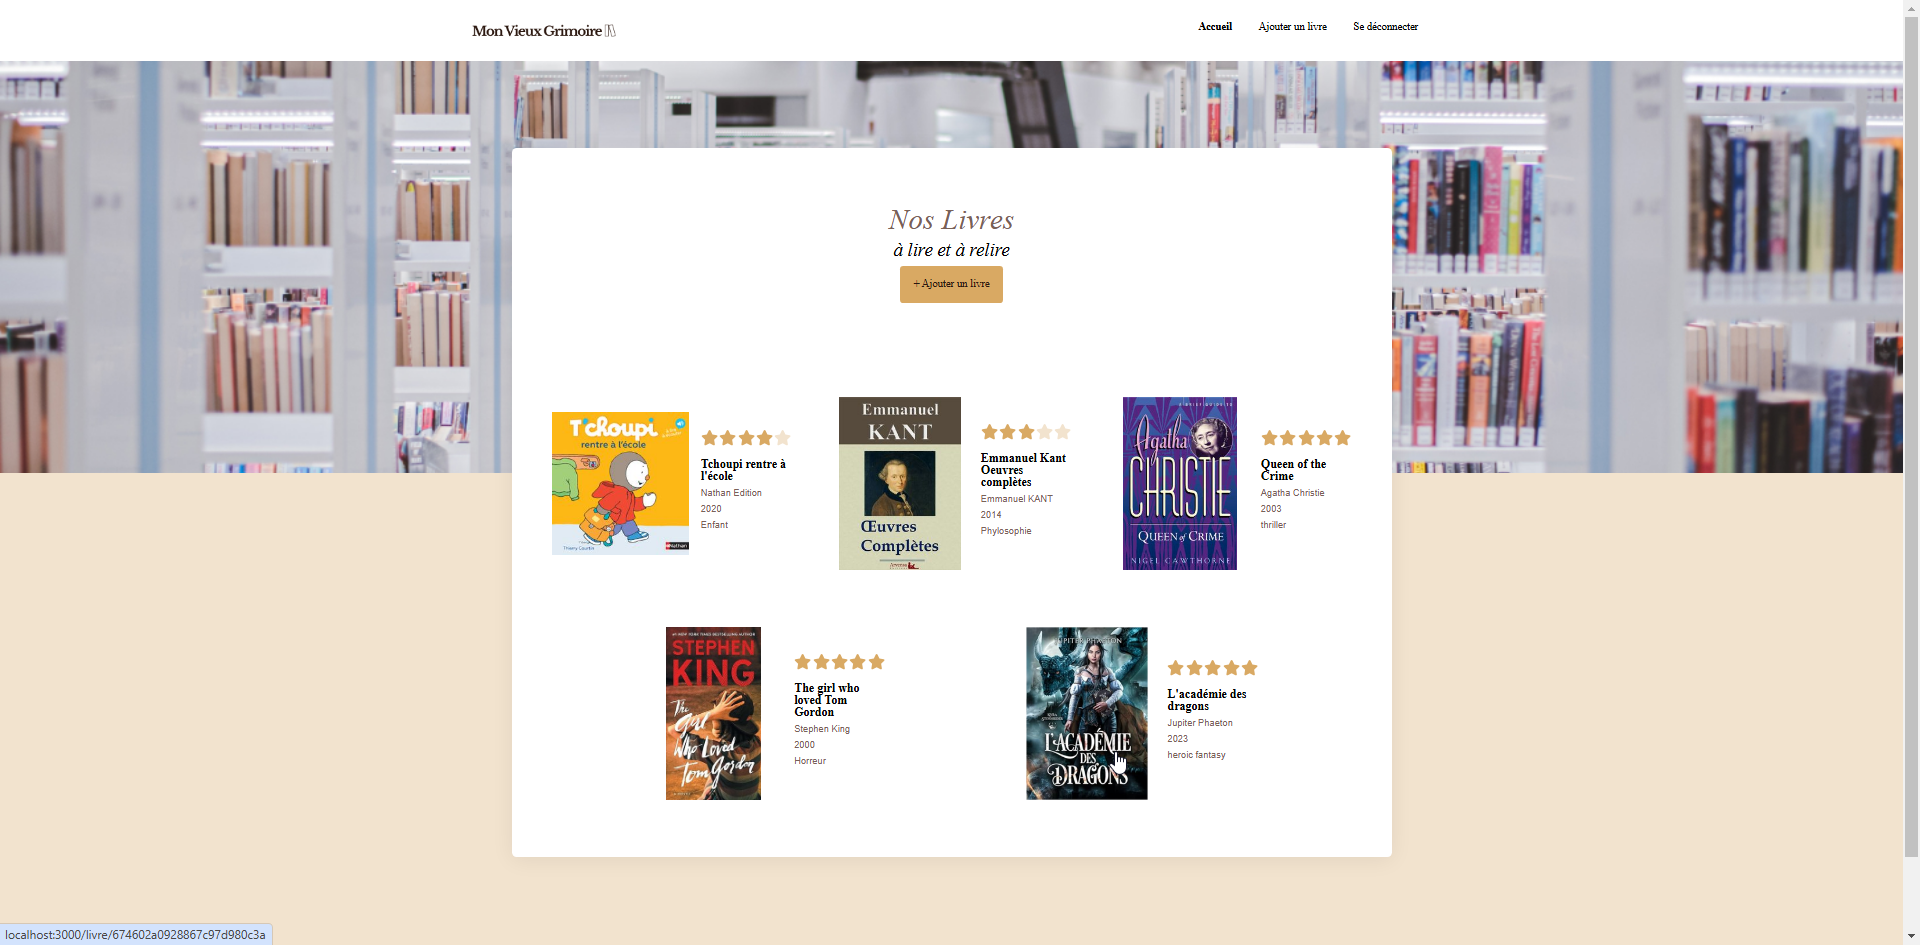 Mon Vieux Grimoire
Accueil
Ajouter un livre
Se déconnecter
Nos Livres
à lire et à relire
+ Ajouter un livre
T'choupi
rentre à l'école
Thierry Courtin
Nathan
Tchoupi rentre à
l'école
Nathan Edition
2020
Enfant
Emmanuel
KANT
Œuvres
Complètes
Emmanuel Kant
Oeuvres
complètes
Emmanuel KANT
2014
Phylosophie
Agatha
CHRISTIE
QUEEN of CRIME
NIGEL CAWTHORNE
Queen of the
Crime
Agatha Christie
2003
thriller
STEPHEN
KING
The
Girl
Who Loved
Tom Gordon
The girl who
loved Tom
Gordon
Stephen King
2000
Horreur
JUPITER PHAETON
L'ACADÉMIE
DES
DRAGONS
L'académie des
dragons
Jupiter Phaeton
2023
heroic fantasy
localhost:3000/livre/674602a0928867c97d980c3a